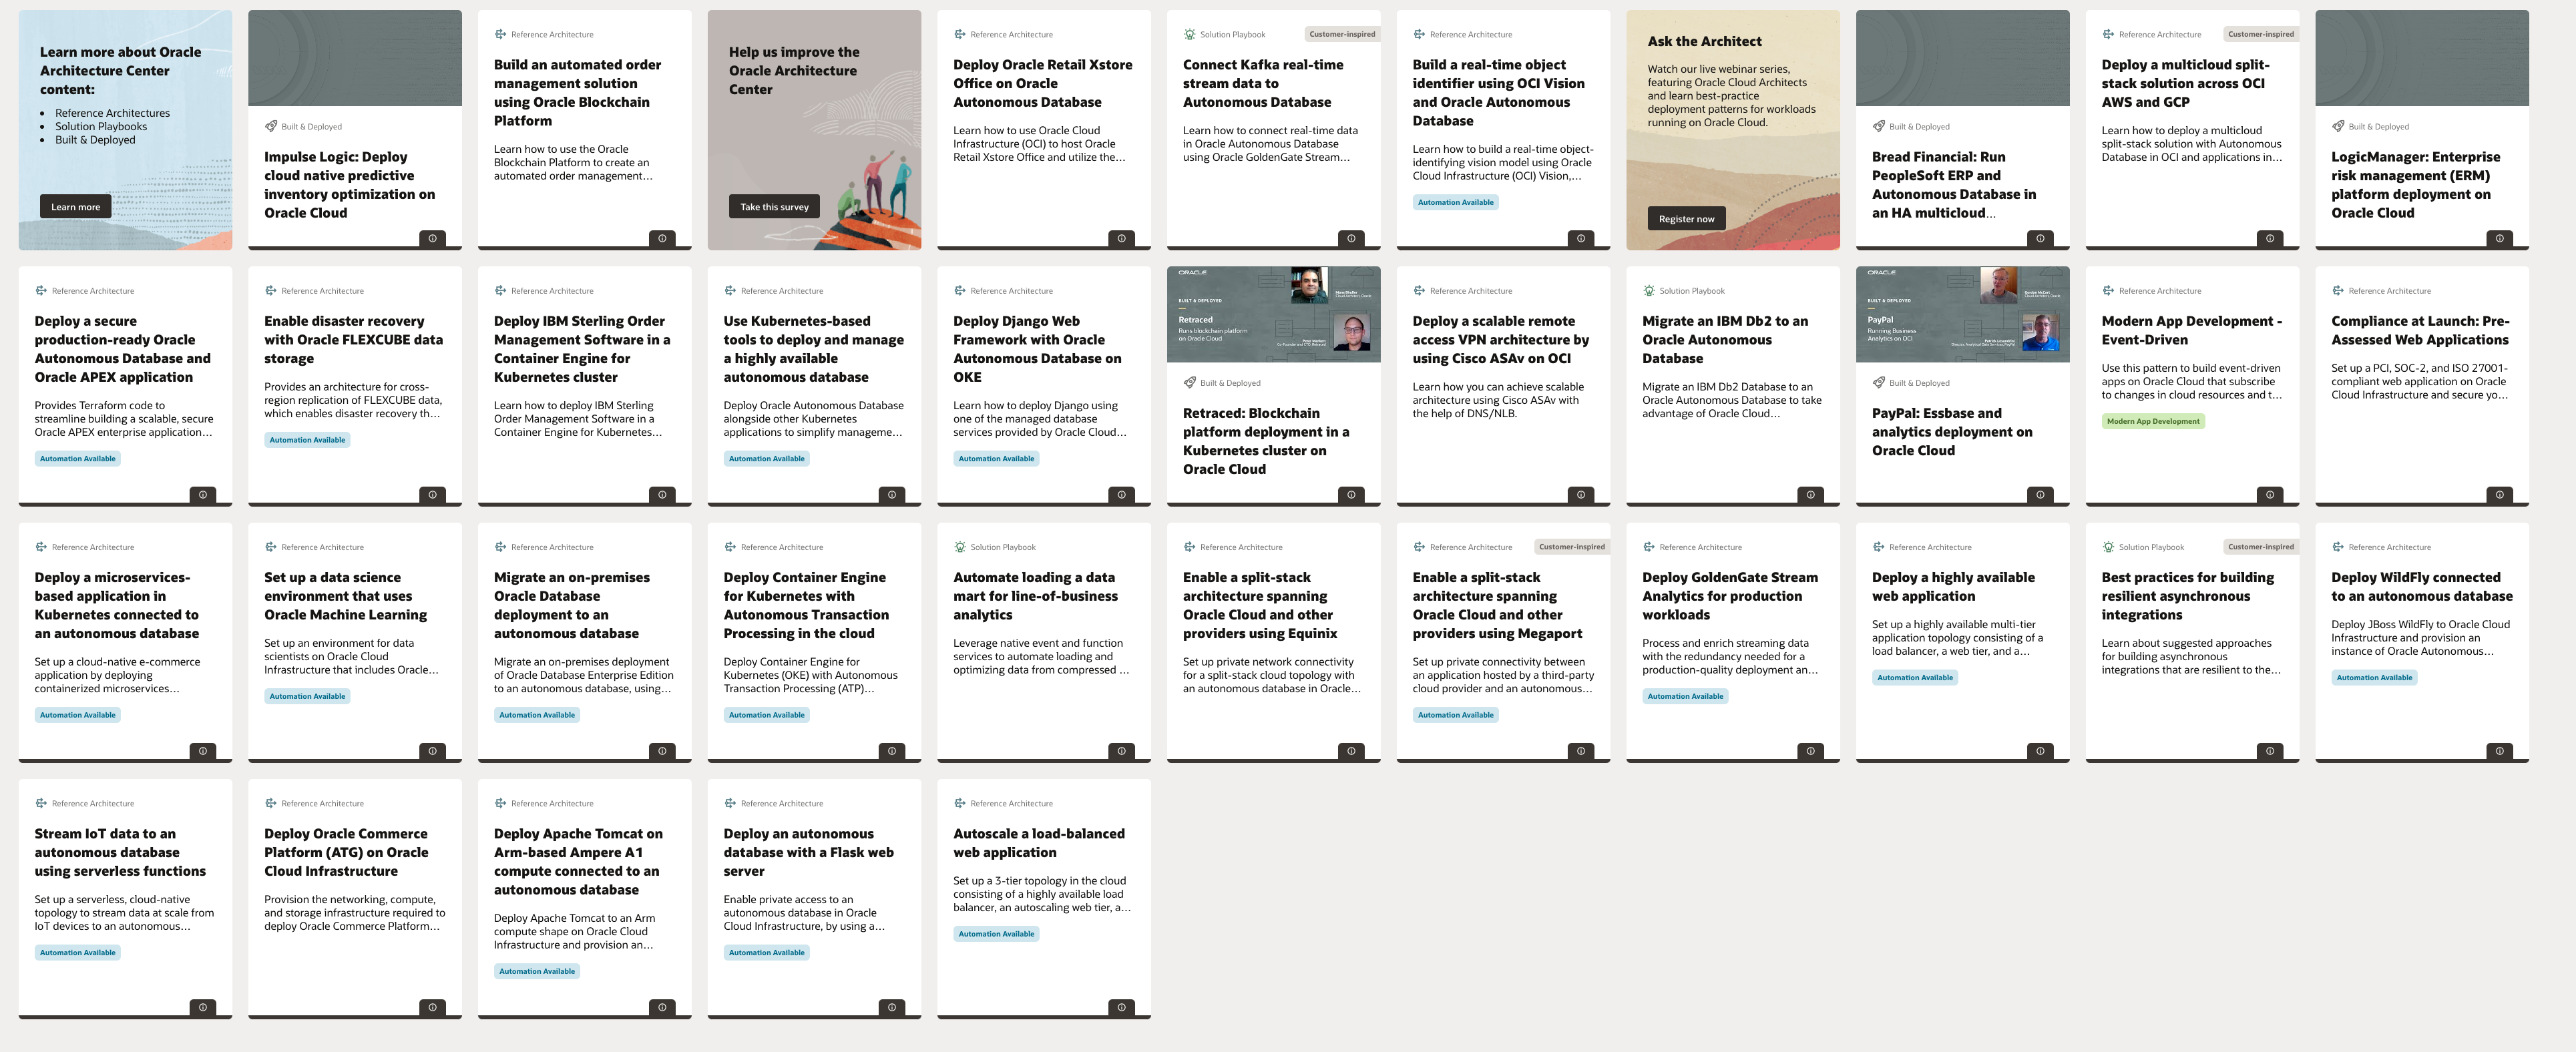 Learn more about Oracle
Architecture Center
content:
Reference Architectures
Solution Playbooks
Built & Deployed
Learn more
Built & Deployed
Impulse Logic: Deploy
cloud native predictive
inventory optimization on
Oracle Cloud
Reference Architecture
Build an automated order
management solution
using Oracle Blockchain
Platform
Learn how to use the Oracle
Blockchain Platform to create an
automated order management…
Help us improve the
Oracle Architecture
Center
Take this survey
Reference Architecture
Deploy Oracle Retail Xstore
Office on Oracle
Autonomous Database
Learn how to use Oracle Cloud
Infrastructure (OCI) to host Oracle
Retail Xstore Office and utilize the…
Solution Playbook
Customer-inspired
Connect Kafka real-time
stream data to
Autonomous Database
Learn how to connect real-time data
in Oracle Autonomous Database
using Oracle GoldenGate Stream…
Reference Architecture
Build a real-time object
identifier using OCI Vision
and Oracle Autonomous
Database
Learn how to build a real-time object-
identifying vision model using Oracle
Cloud Infrastructure (OCI) Vision,…
Automation Available
Ask the Architect
Watch our live webinar series,
featuring Oracle Cloud Architects
and learn best-practice
deployment patterns for workloads
running on Oracle Cloud.
Register now
Built & Deployed
Bread Financial: Run
PeopleSoft ERP and
Autonomous Database in
an HA multicloud…
Reference Architecture
Customer-inspired
Deploy a multicloud split-
stack solution across OCI
AWS and GCP
Learn how to deploy a multicloud
split-stack solution with Autonomous
Database in OCI and applications in…
Built & Deployed
LogicManager: Enterprise
risk management (ERM)
platform deployment on
Oracle Cloud
Reference Architecture
Deploy a secure
production-ready Oracle
Autonomous Database and
Oracle APEX application
Provides Terraform code to
streamline building a scalable, secure
Oracle APEX enterprise application…
Automation Available
Reference Architecture
Enable disaster recovery
with Oracle FLEXCUBE data
storage
Provides an architecture for cross-
region replication of FLEXCUBE data,
which enables disaster recovery th…
Automation Available
Reference Architecture
Deploy IBM Sterling Order
Management Software in a
Container Engine for
Kubernetes cluster
Learn how to deploy IBM Sterling
Order Management Software in a
Container Engine for Kubernetes…
Reference Architecture
Use Kubernetes-based
tools to deploy and manage
a highly available
autonomous database
Deploy Oracle Autonomous Database
alongside other Kubernetes
applications to simplify manageme…
Automation Available
Reference Architecture
Deploy Django Web
Framework with Oracle
Autonomous Database on
OKE
Learn how to deploy Django using
one of the managed database
services provided by Oracle Cloud…
Automation Available
ORACLE
BUILT & DEPLOYED
Retraced
Runs blockchain platform
on Oracle Cloud
Built & Deployed
Retraced: Blockchain
platform deployment in a
Kubernetes cluster on
Oracle Cloud
Reference Architecture
Deploy a scalable remote
access VPN architecture by
using Cisco ASAv on OCI
Learn how you can achieve scalable
architecture using Cisco ASAv with
the help of DNS/NLB.
Solution Playbook
Migrate an IBM Db2 to an
Oracle Autonomous
Database
Migrate an IBM Db2 Database to an
Oracle Autonomous Database to take
advantage of Oracle Cloud…
ORACLE
BUILT & DEPLOYED
PayPal
Running Business
Analytics on OCI
Built & Deployed
PayPal: Essbase and
analytics deployment on
Oracle Cloud
Reference Architecture
Modern App Development -
Event-Driven
Use this pattern to build event-driven
apps on Oracle Cloud that subscribe
to changes in cloud resources and t…
Modern App Development
Reference Architecture
Compliance at Launch: Pre-
Assessed Web Applications
Set up a PCI, SOC-2, and ISO 27001-
compliant web application on Oracle
Cloud Infrastructure and secure yo…
Reference Architecture
Deploy a microservices-
based application in
Kubernetes connected to
an autonomous database
Set up a cloud-native e-commerce
application by deploying
containerized microservices…
Automation Available
Reference Architecture
Set up a data science
environment that uses
Oracle Machine Learning
Set up an environment for data
scientists on Oracle Cloud
Infrastructure that includes Oracle…
Automation Available
Reference Architecture
Migrate an on-premises
Oracle Database
deployment to an
autonomous database
Migrate an on-premises deployment
of Oracle Database Enterprise Edition
to an autonomous database, using…
Automation Available
Reference Architecture
Deploy Container Engine
for Kubernetes with
Autonomous Transaction
Processing in the cloud
Deploy Container Engine for
Kubernetes (OKE) with Autonomous
Transaction Processing (ATP)…
Automation Available
Solution Playbook
Automate loading a data
mart for line-of-business
analytics
Leverage native event and function
services to automate loading and
optimizing data from compressed …
Reference Architecture
Enable a split-stack
architecture spanning
Oracle Cloud and other
providers using Equinix
Set up private network connectivity
for a split-stack cloud topology with
an autonomous database in Oracle…
Reference Architecture
Customer-inspired
Enable a split-stack
architecture spanning
Oracle Cloud and other
providers using Megaport
Set up private connectivity between
an application hosted by a third-party
cloud provider and an autonomous…
Automation Available
Reference Architecture
Deploy GoldenGate Stream
Analytics for production
workloads
Process and enrich streaming data
with the redundancy needed for a
production-quality deployment an…
Automation Available
Reference Architecture
Deploy a highly available
web application
Set up a highly available multi-tier
application topology consisting of a
load balancer, a web tier, and a…
Automation Available
Solution Playbook
Customer-inspired
Best practices for building
resilient asynchronous
integrations
Learn about suggested approaches
for building asynchronous
integrations that are resilient to the…
Reference Architecture
Deploy WildFly connected
to an autonomous database
Deploy JBoss WildFly to Oracle Cloud
Infrastructure and provision an
instance of Oracle Autonomous…
Automation Available
Reference Architecture
Stream IoT data to an
autonomous database
using serverless functions
Set up a serverless, cloud-native
topology to stream data at scale from
IoT devices to an autonomous…
Automation Available
Reference Architecture
Deploy Oracle Commerce
Platform (ATG) on Oracle
Cloud Infrastructure
Provision the networking, compute,
and storage infrastructure required to
deploy Oracle Commerce Platform…
Reference Architecture
Deploy Apache Tomcat on
Arm-based Ampere A1
compute connected to an
autonomous database
Deploy Apache Tomcat to an Arm
compute shape on Oracle Cloud
Infrastructure and provision an…
Automation Available
Reference Architecture
Deploy an autonomous
database with a Flask web
server
Enable private access to an
autonomous database in Oracle
Cloud Infrastructure, by using a…
Automation Available
Reference Architecture
Autoscale a load-balanced
web application
Set up a 3-tier topology in the cloud
consisting of a highly available load
balancer, an autoscaling web tier, a…
Automation Available